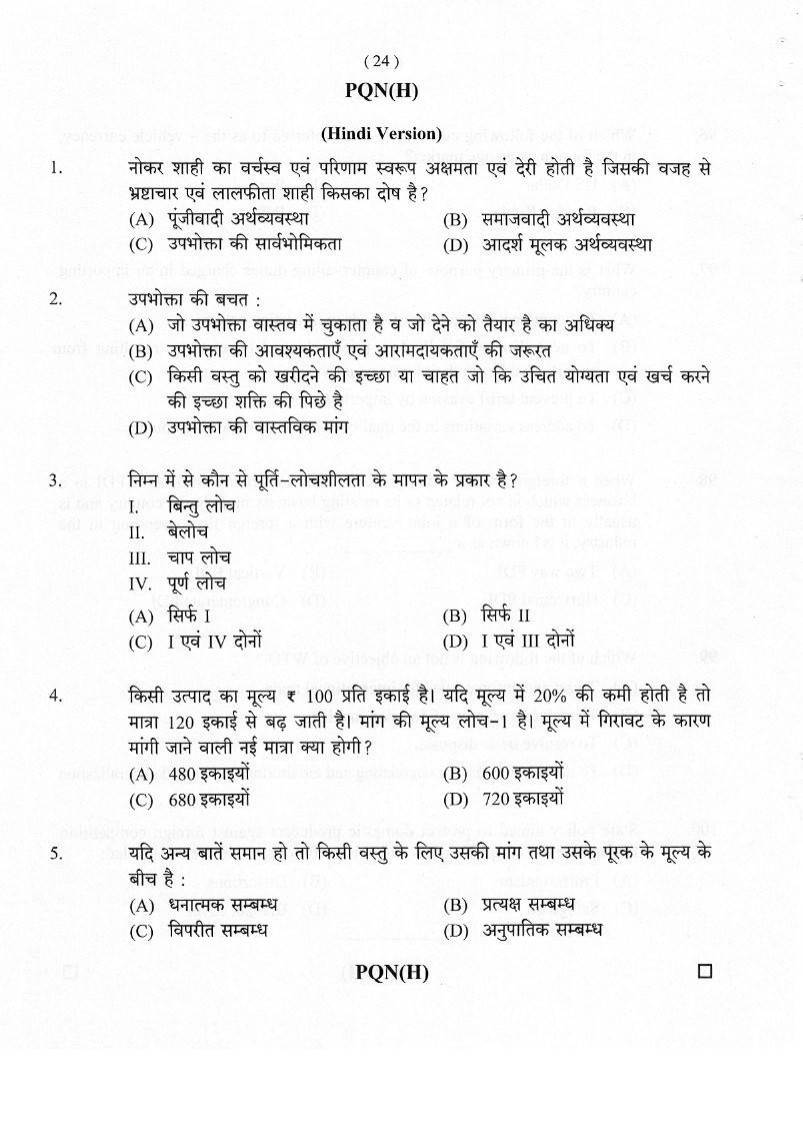 ( 24 )
PQN(H)
(Hindi Version)
1. नोकर शाही का वर्चस्व एवं परिणाम स्वरूप अक्षमता एवं देरी होती है जिसकी वजह से
भ्रष्टाचार एवं लालफीता शाही किसका दोष है?
(A) पूंजीवादी अर्थव्यवस्था (B) समाजवादी अर्थव्यवस्था
(C) उपभोक्ता की सार्वभोमिकता (D) आदर्श मूलक अर्थव्यवस्था
2. उपभोक्ता की बचत :
(A) जो उपभोक्ता वास्तव में चुकाता है व जो देने को तैयार है का अधिक्य
(B) उपभोक्ता की आवश्यकताएँ एवं आरामदायकताएँ की जरूरत
(C) किसी वस्तु को खरीदने की इच्छा या चाहत जो कि उचित योग्यता एवं खर्च करने
की इच्छा शक्ति की पिछे है
(D) उपभोक्ता की वास्तविक मांग
3. निम्न में से कौन से पूर्ति-लोचशीलता के मापन के प्रकार है?
I. बिन्तु लोच
II. बेलोच
III. चाप लोच
IV. पूर्ण लोच
(A) सिर्फ I (B) सिर्फ II
(C) I एवं IV दोनों (D) I एवं III दोनों
4. किसी उत्पाद का मूल्य ₹ 100 प्रति इकाई है। यदि मूल्य में 20% की कमी होती है तो
मात्रा 120 इकाई से बढ़ जाती है। मांग की मूल्य लोच-1 है। मूल्य में गिरावट के कारण
मांगी जाने वाली नई मात्रा क्या होगी?
(A) 480 इकाइयों (B) 600 इकाइयों
(C) 680 इकाइयों (D) 720 इकाइयों
5. यदि अन्य बातें समान हो तो किसी वस्तु के लिए उसकी मांग तथा उसके पूरक के मूल्य के
बीच है :
(A) धनात्मक सम्बम्ध (B) प्रत्यक्ष सम्बम्ध
(C) विपरीत सम्बम्ध (D) अनुपातिक सम्बम्ध
PQN(H)